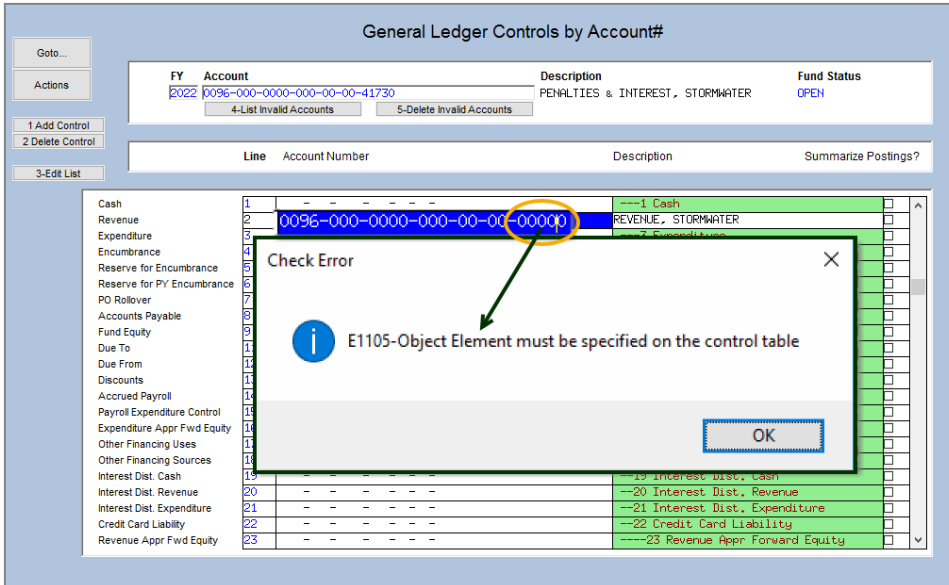 General Ledger Controls by Account#
Goto...
Actions
FY Account Description Fund Status
2022 0096-000-0000-000-00-00-41730 PENALTIES & INTEREST, STORMWATER OPEN
4-List Invalid Accounts 5-Delete Invalid Accounts
1 Add Control
2 Delete Control
3-Edit List
Line Account Number Description Summarize Postings?
Cash 1 - - - - - - ---1 Cash
Revenue 2 0096-000-0000-000-00-00-00000 REVENUE, STORMWATER
Expenditure 3 ---3 Expenditure
Encumbrance 4
Reserve for Encumbrance 5
Reserve for PY Encumbrance 6
PO Rollover 7
Accounts Payable 8
Fund Equity 9
Due To
Due From
Discounts
Accrued Payroll
Payroll Expenditure Control
Expenditure Appr Fwd Equity
Other Financing Uses
Other Financing Sources
Check Error
E1105-Object Element must be specified on the control table
OK
Interest Dist. Cash 19 - - - - - - --19 Interest Dist. Cash
Interest Dist. Revenue 20 - - - - - - --20 Interest Dist. Revenue
Interest Dist. Expenditure 21 - - - - - - --21 Interest Dist. Expenditure
Credit Card Liability 22 - - - - - - --22 Credit Card Liability
Revenue Appr Fwd Equity 23 - - - - - - ----23 Revenue Appr Forward Equity